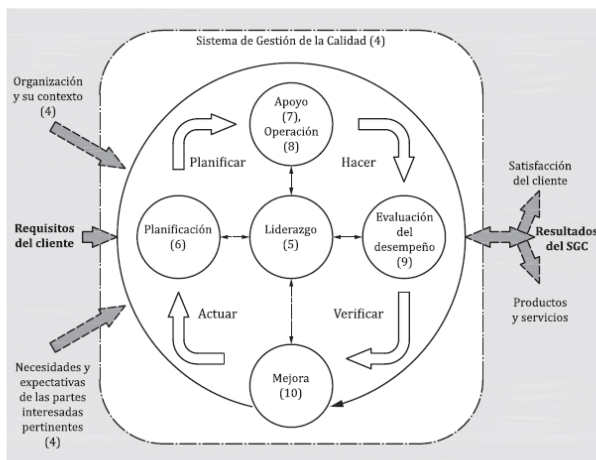 Sistema de Gestión de la Calidad (4)
Organización
y su contexto
(4)
Apoyo
(7),
Operación
(8)
Planificar
Hacer
Satisfacción
del cliente
Requisitos
del cliente
Planificación
(6)
Liderazgo
(5)
Evaluación
del
desempeño
(9)
Resultados
del SGC
Actuar
Verificar
Productos
y servicios
Mejora
(10)
Necesidades y
expectativas
de las partes
interesadas
pertinentes
(4)